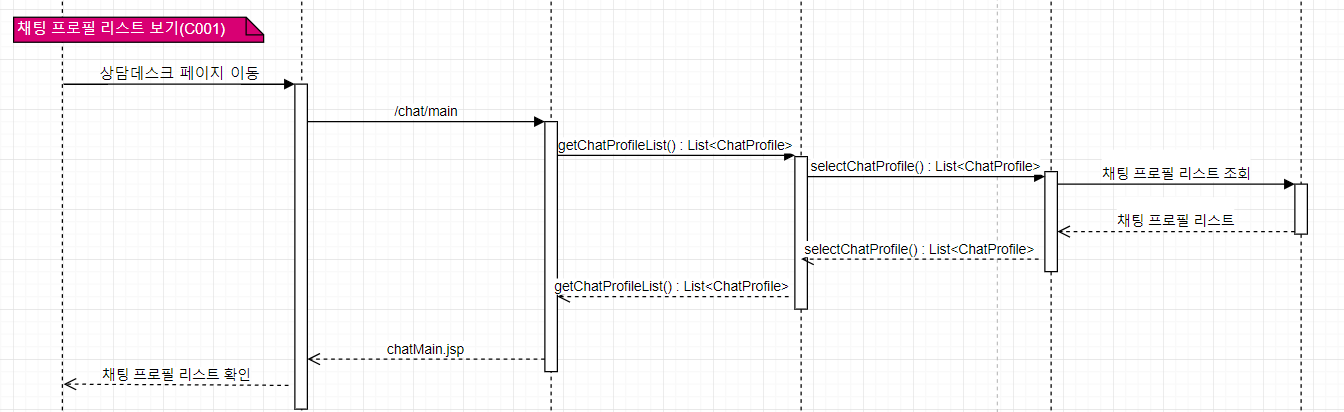 채팅 프로필 리스트 보기(C001)
상담데스크 페이지 이동
/chat/main
getChatProfileList() : List<ChatProfile>
selectChatProfile() : List<ChatProfile>
채팅 프로필 리스트 조회
채팅 프로필 리스트
selectChatProfile() : List<ChatProfile>
getChatProfileList() : List<ChatProfile>
chatMain.jsp
채팅 프로필 리스트 확인